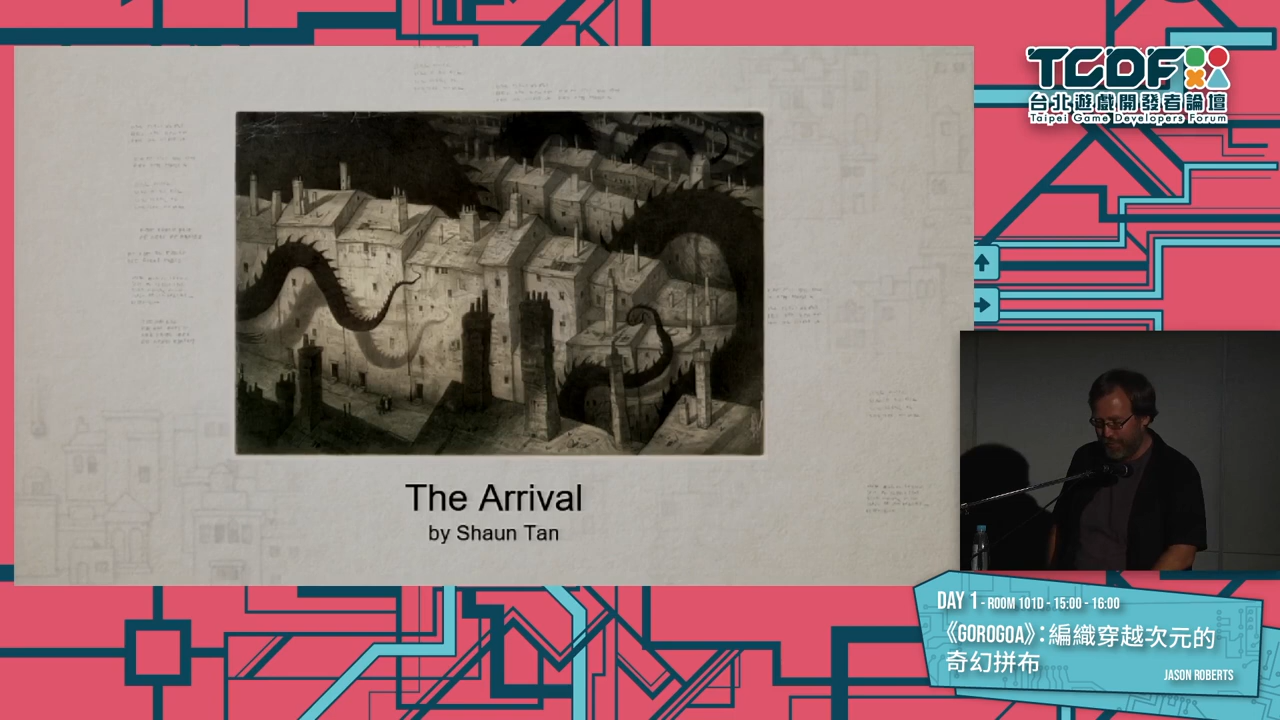 TGDF
台北遊戲開發者論壇
Taipei Game Developers Forum
The Arrival
by Shaun Tan
DAY 1 - ROOM 101D - 15:00 - 16:00
《GOROGOA》：編織穿越次元的
奇幻拼布
JASON ROBERTS